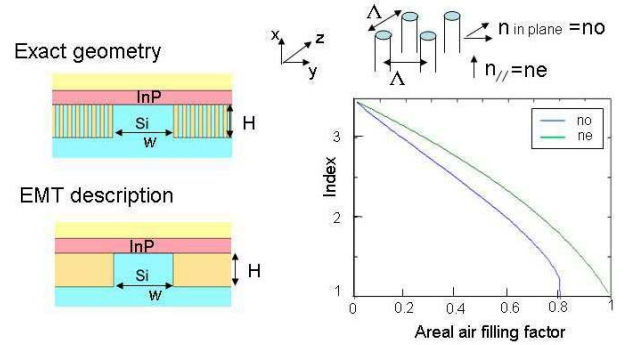 Exact geometry
InP
Si
w
H
EMT description
InP
Si
w
H
x
z
y
Λ
Λ
n in plane =no
n// =ne
no
ne
Index
3
2
1
0
0.2
0.4
0.6
0.8
1
Areal air filling factor